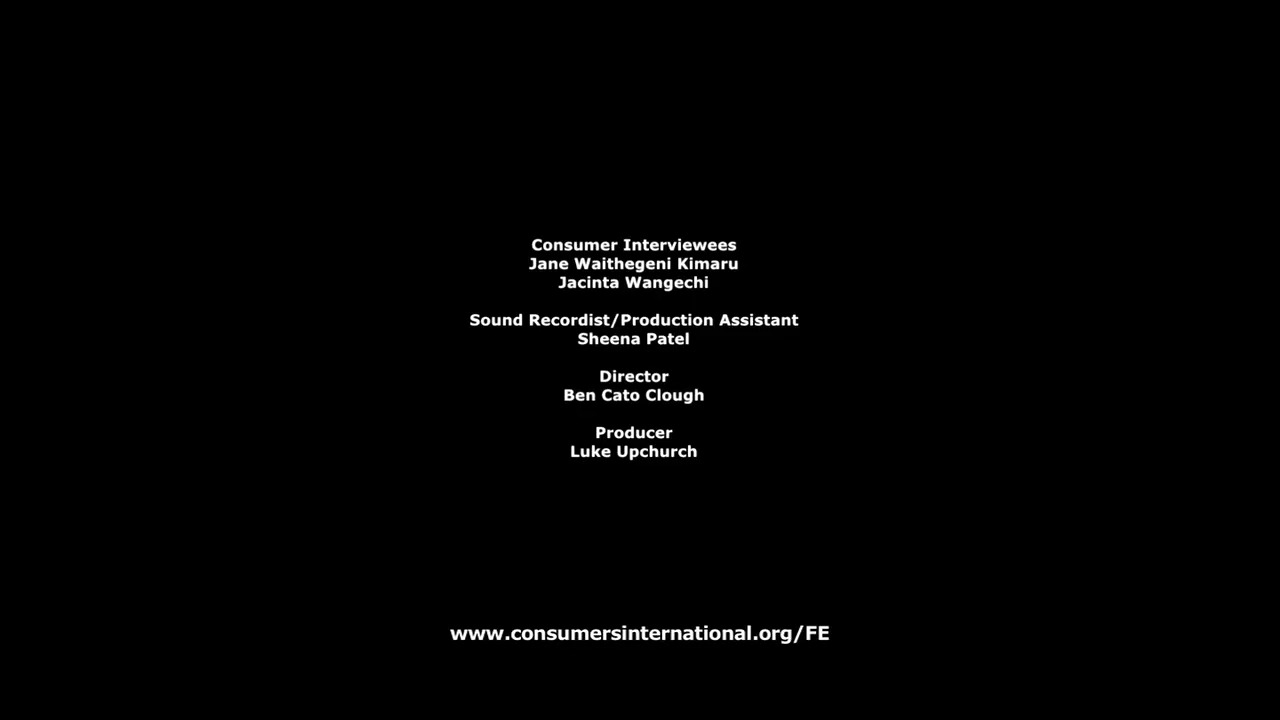 Consumer Interviewees
Jane Waithegeni Kimaru
Jacinta Wangechi
Sound Recordist/Production Assistant
Sheena Patel
Director
Ben Cato Clough
Producer
Luke Upchurch
www.consumersinternational.org/FE